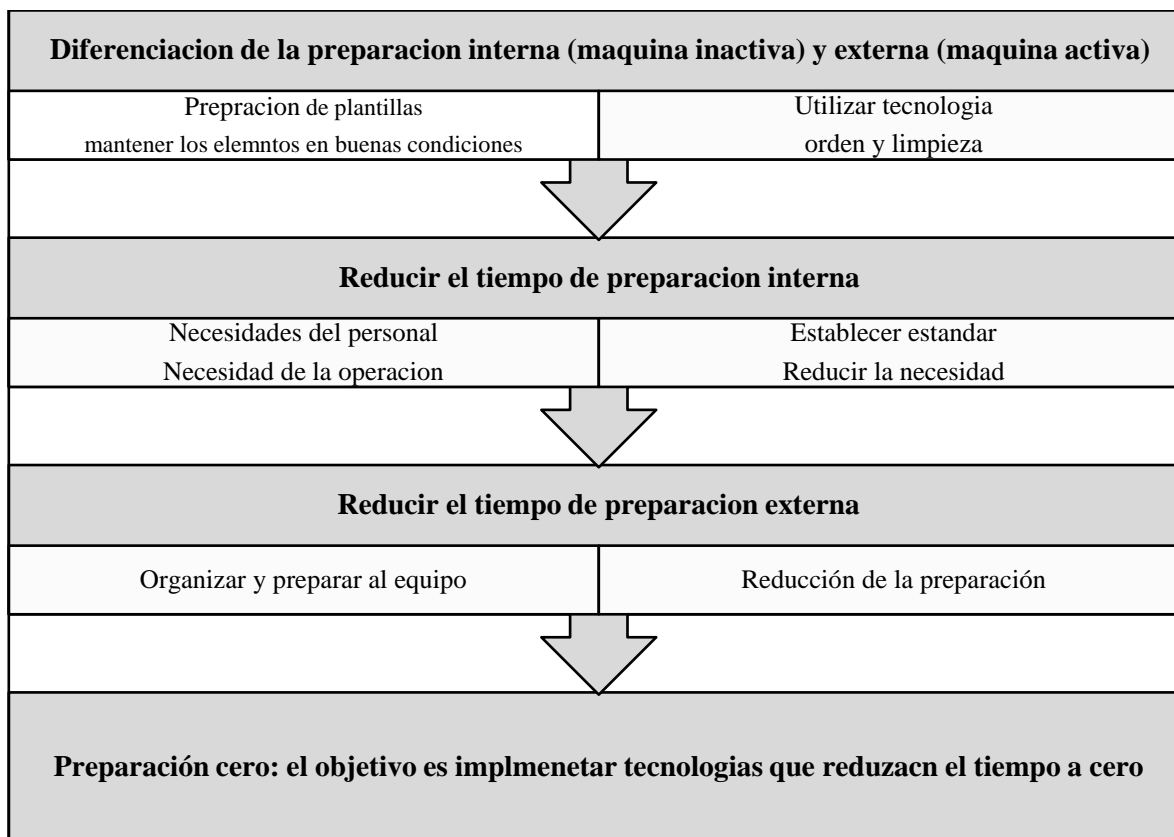 Diferenciacion de la preparacion interna (maquina inactiva) y externa (maquina activa)
Prepracion de plantillas
mantener los elemntos en buenas condiciones
Utilizar tecnologia
orden y limpieza
Reducir el tiempo de preparacion interna
Necesidades del personal
Necesidad de la operacion
Establecer estandar
Reducir la necesidad
Reducir el tiempo de preparacion externa
Organizar y preparar al equipo
Reducción de la preparación
Preparación cero: el objetivo es implmenetar tecnologias que reduzacn el tiempo a cero